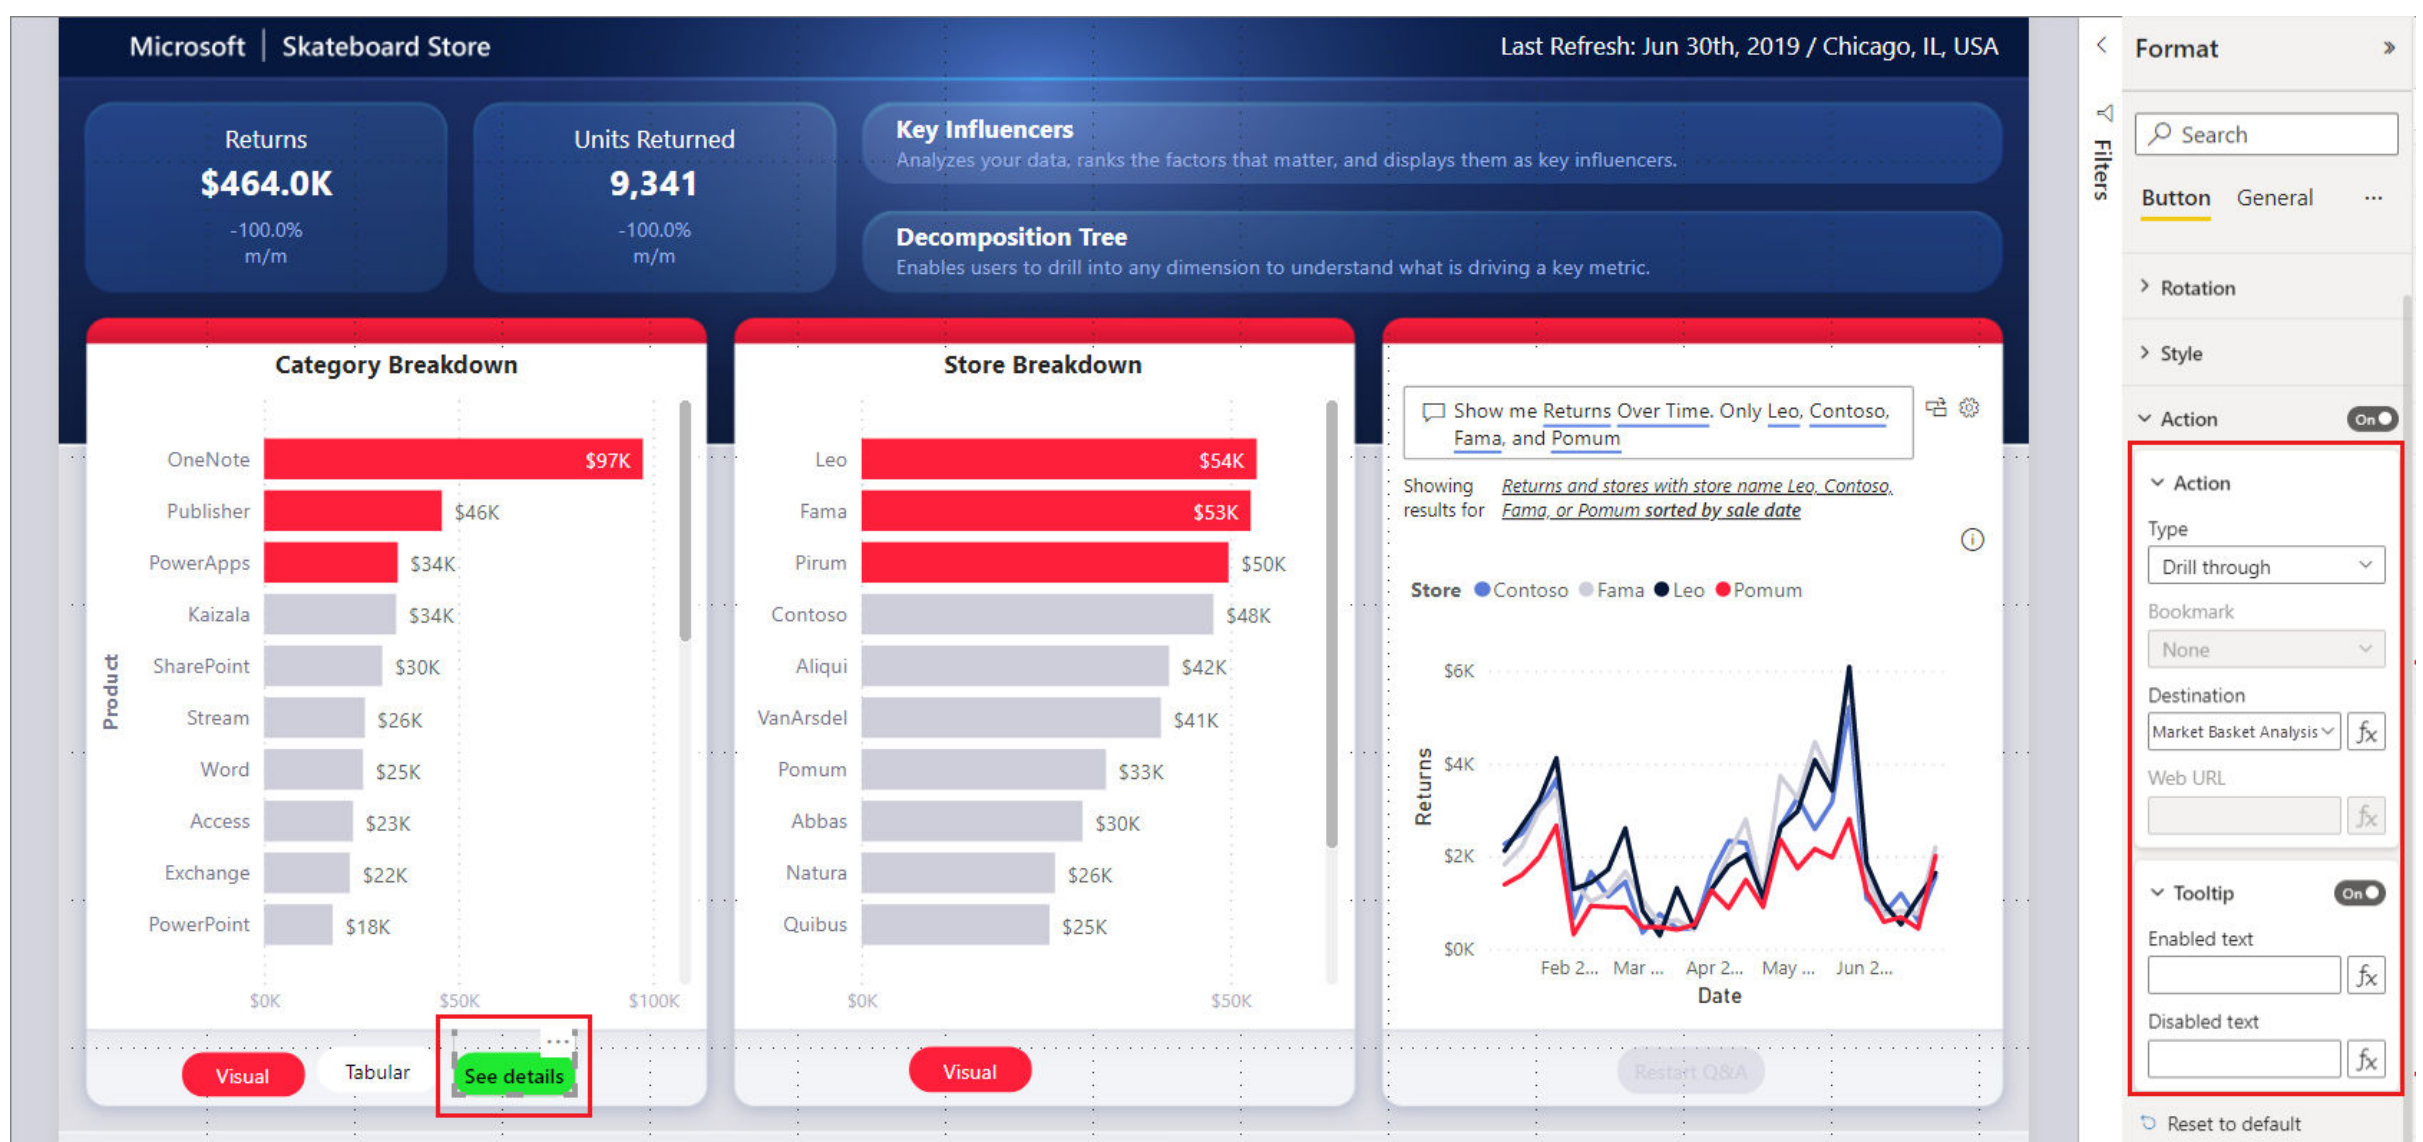 Microsoft | Skateboard Store
Last Refresh: Jun 30th, 2019 / Chicago, IL, USA
Returns
$464.0K
-100.0%
m/m
Units Returned
9,341
-100.0%
m/m
Key Influencers
Analyzes your data, ranks the factors that matter, and displays them as key influencers.
Decomposition Tree
Enables users to drill into any dimension to understand what is driving a key metric.
Category Breakdown
Product
OneNote $97K
Publisher $46K
PowerApps $34K
Kaizala $34K
SharePoint $30K
Stream $26K
Word $25K
Access $23K
Exchange $22K
PowerPoint $18K
$0K $50K $100K
Visual
Tabular
See details
Store Breakdown
Leo $54K
Fama $53K
Pirum $50K
Contoso $48K
Aliqui $42K
VanArsdel $41K
Pomum $33K
Abbas $30K
Natura $26K
Quibus $25K
$0K $50K
Visual
Show me Returns Over Time. Only Leo, Contoso,
Fama, and Pomum
Showing
results for
Returns and stores with store name Leo, Contoso,
Fama, or Pomum sorted by sale date
Store Contoso Fama Leo Pomum
Returns
$6K
$4K
$2K
$0K
Feb 2... Mar ... Apr 2... May ... Jun 2...
Date
Restart Q&A
Filters
Format
Search
Button General ...
Rotation
Style
Action On
Action
Type
Drill through
Bookmark
None
Destination
Market Basket Analysis fx
Web URL
fx
Tooltip On
Enabled text
fx
Disabled text
fx
Reset to default